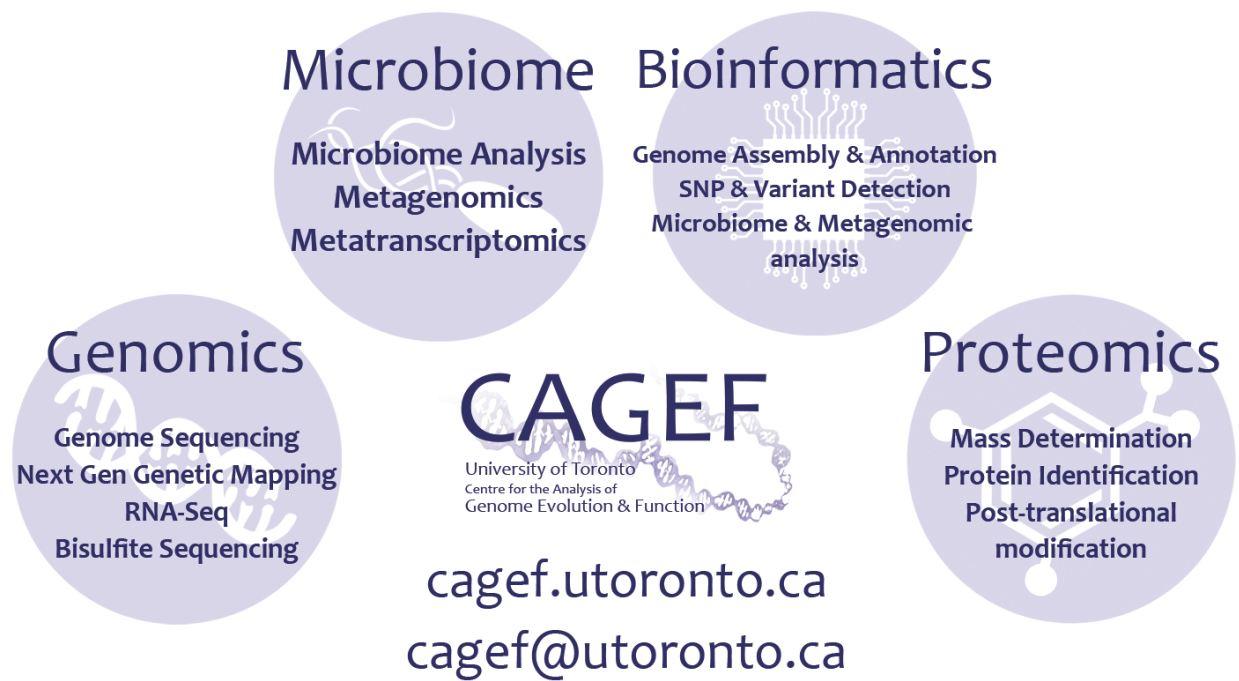 Microbiome
Microbiome Analysis
Metagenomics
Metatranscriptomics
Bioinformatics
Genome Assembly & Annotation
SNP & Variant Detection
Microbiome & Metagenomic
analysis
Genomics
Genome Sequencing
Next Gen Genetic Mapping
RNA-Seq
Bisulfite Sequencing
CAGEF
University of Toronto
Centre for the Analysis of
Genome Evolution & Function
Proteomics
Mass Determination
Protein Identification
Post-translational
modification
cagef.utoronto.ca
cagef@utoronto.ca